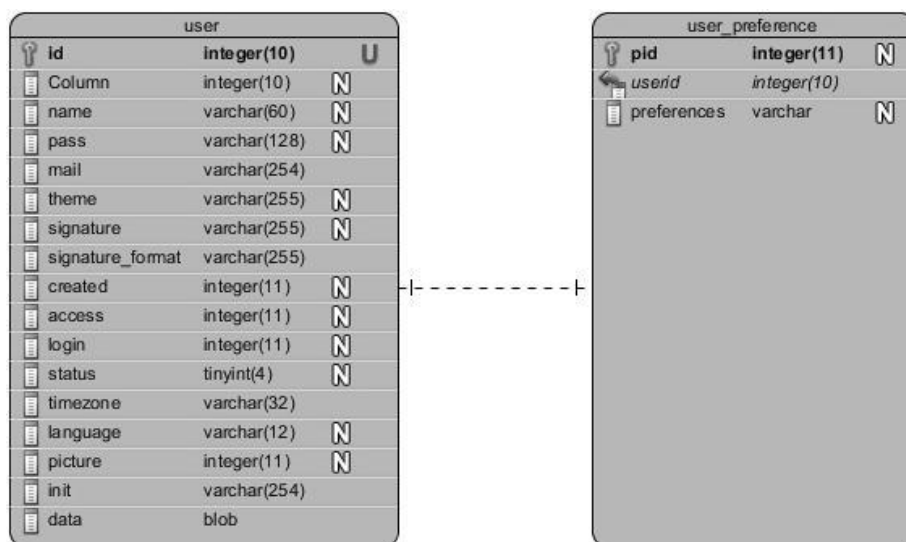 user
id integer(10) U
Column integer(10) N
name varchar(60) N
pass varchar(128) N
mail varchar(254)
theme varchar(255) N
signature varchar(255) N
signature_format varchar(255)
created integer(11) N
access integer(11) N
login integer(11) N
status tinyint(4) N
timezone varchar(32)
language varchar(12) N
picture integer(11) N
init varchar(254)
data blob
user_preference
pid integer(11) N
userid integer(10)
preferences varchar N